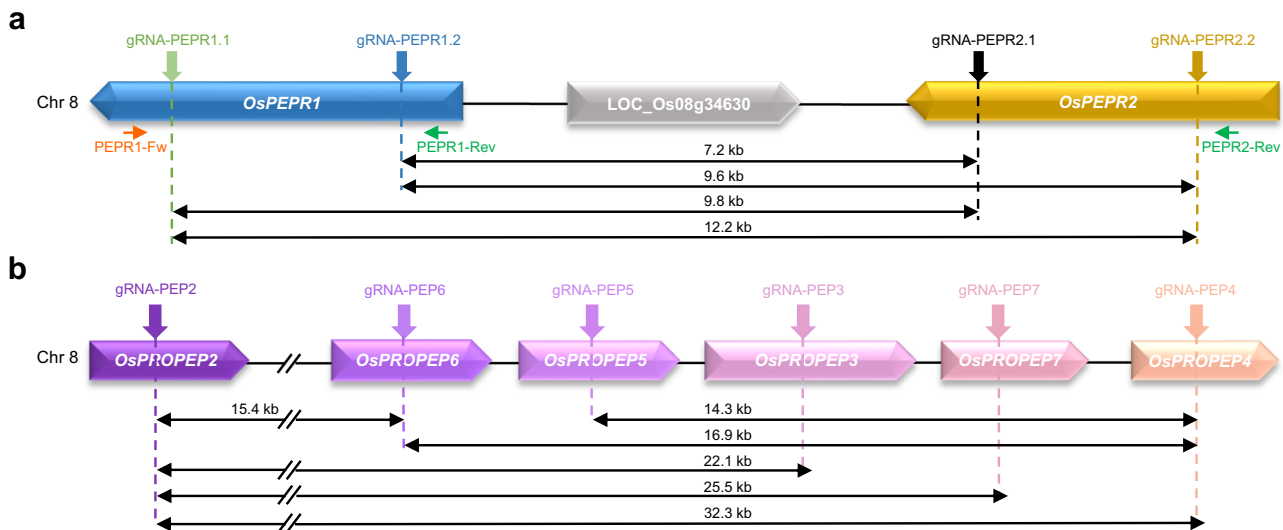 a
gRNA-PEPR1.1 gRNA-PEPR1.2 gRNA-PEPR2.1 gRNA-PEPR2.2
Chr 8 OsPEPR1 LOC_Os08g34630 OsPEPR2
PEPR1-Fw PEPR1-Rev PEPR2-Rev
7.2 kb
9.6 kb
9.8 kb
12.2 kb
b
gRNA-PEP2 gRNA-PEP6 gRNA-PEP5 gRNA-PEP3 gRNA-PEP7 gRNA-PEP4
Chr 8 OsPROPEP2 OsPROPEP6 OsPROPEP5 OsPROPEP3 OsPROPEP7 OsPROPEP4
15.4 kb 14.3 kb
16.9 kb
22.1 kb
25.5 kb
32.3 kb